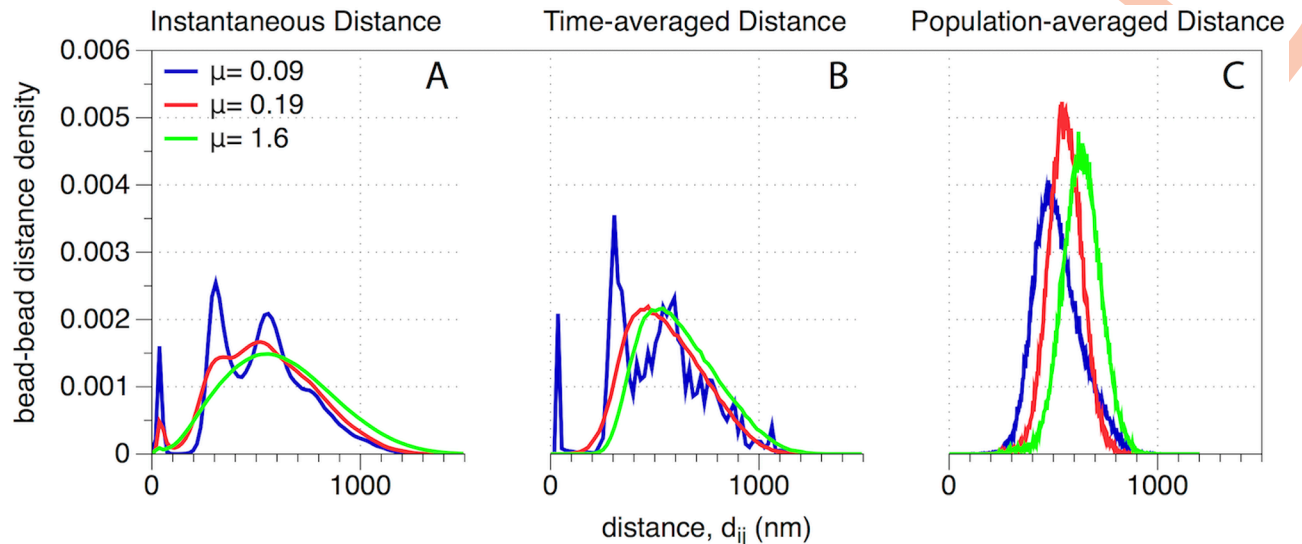 Instantaneous Distance Time-averaged Distance Population-averaged Distance
0.006
0.005
0.004
0.003
0.002
0.001
0
bead-bead distance density
μ= 0.09
μ= 0.19
μ= 1.6
A B C
0 1000 0 1000 0 1000
distance, dij (nm)